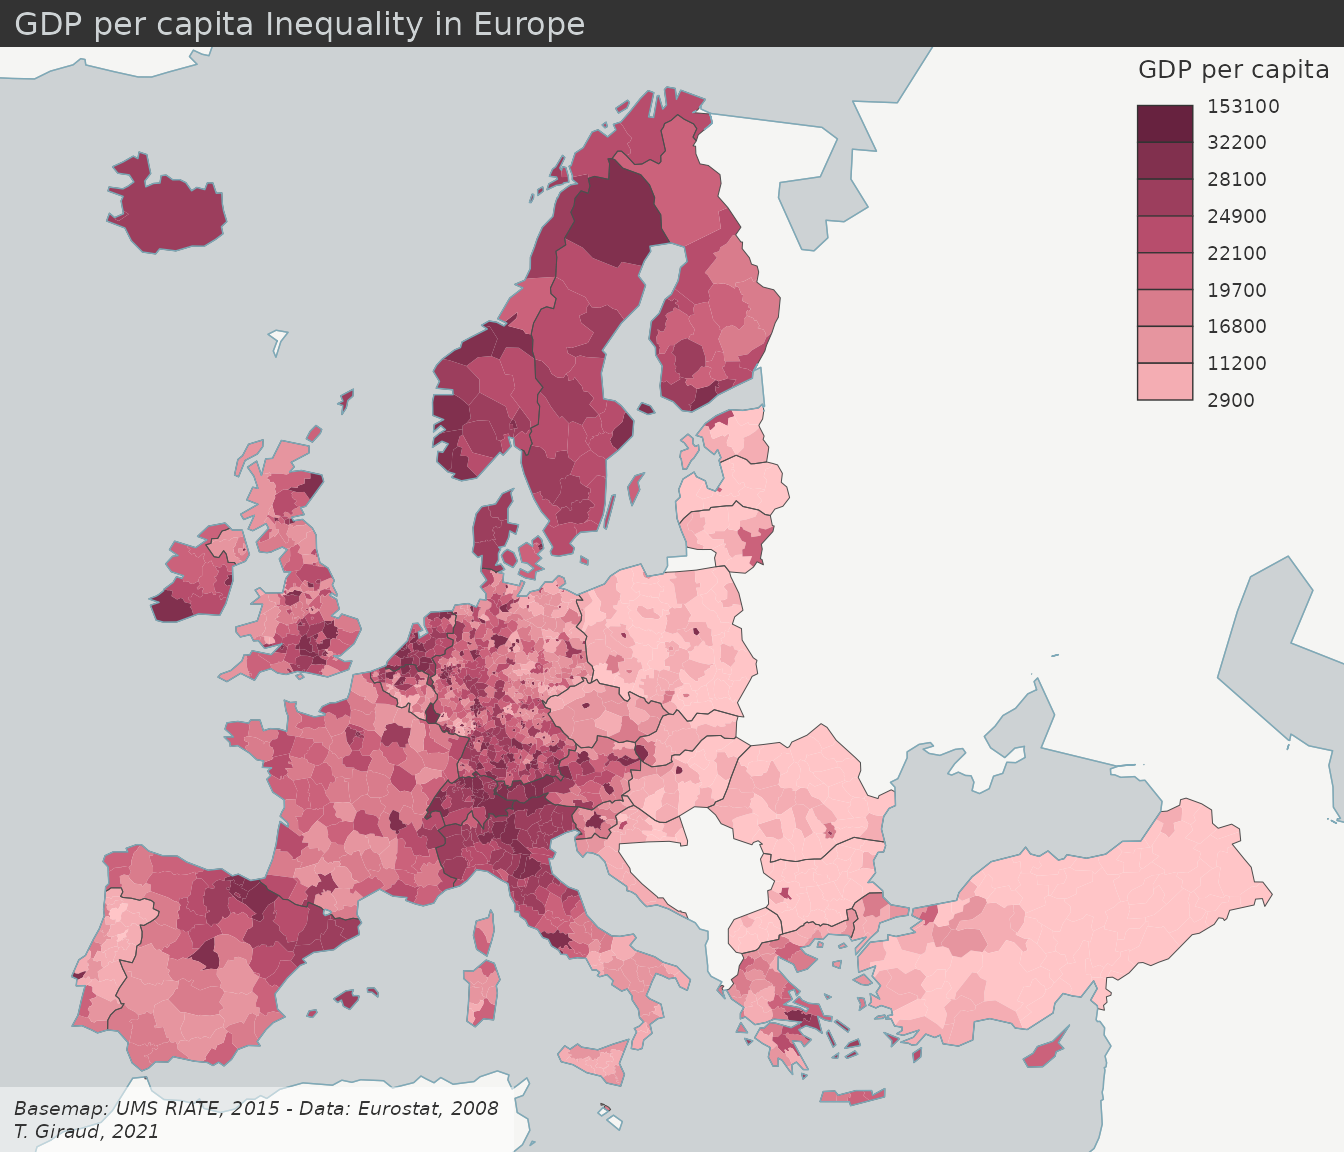 GDP per capita Inequality in Europe
GDP per capita
153100
32200
28100
24900
22100
19700
16800
11200
2900
Basemap: UMS RIATE, 2015 - Data: Eurostat, 2008
T. Giraud, 2021